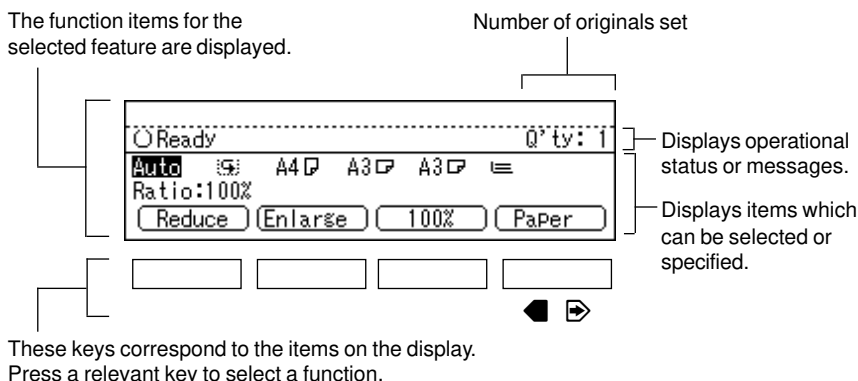 The function items for the
selected feature are displayed.
Number of originals set
Ready Q'ty: 1
Auto A4 A3 A3
Ratio:100%
Reduce Enlarge 100% Paper
Displays operational
status or messages.
Displays items which
can be selected or
specified.
These keys correspond to the items on the display.
Press a relevant key to select a function.